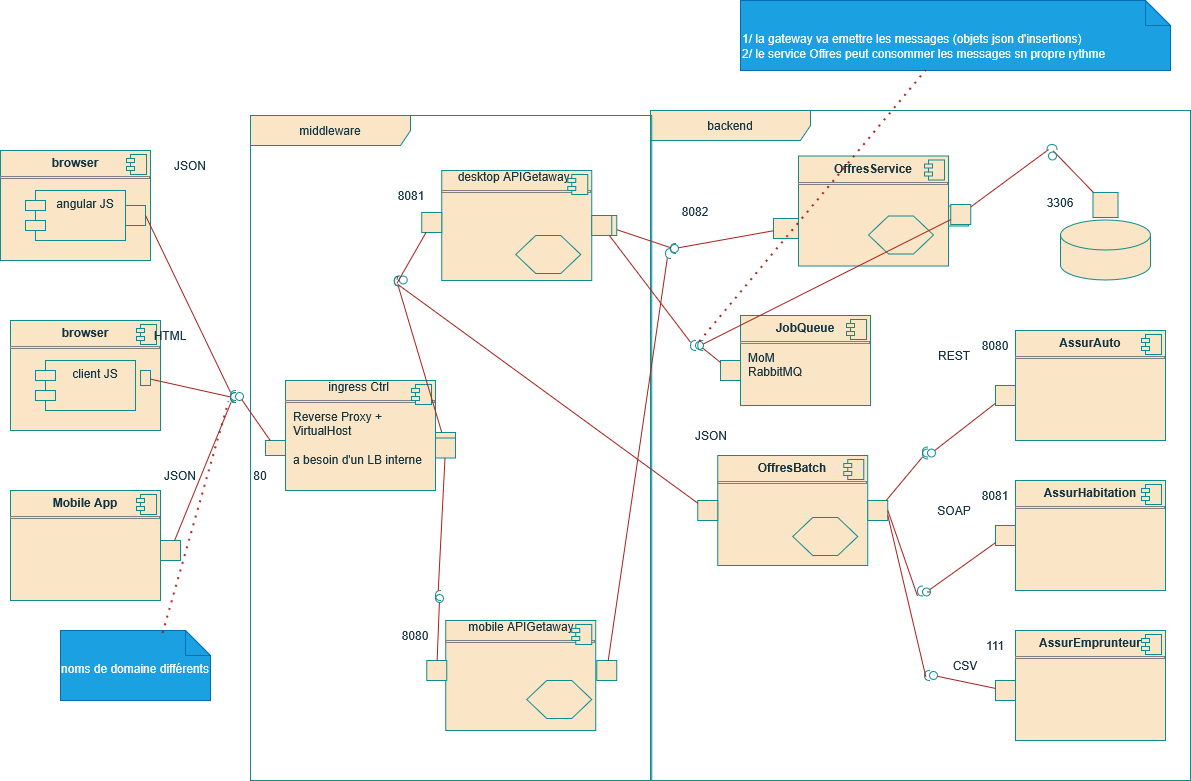 1/ la gateway va emettre les messages (objets json d'insertions)
2/ le service Offres peut consommer les messages sn propre rythme
middleware
backend
browser
JSON
angular JS
8081
desktop APIGetaway
8082
OffresService
3306
browser
HTML
client JS
JobQueue
MoM
RabbitMQ
REST
8080
AssurAuto
ingress Ctrl
Reverse Proxy +
VirtualHost
a besoin d'un LB interne
80
JSON
Mobile App
JSON
OffresBatch
SOAP
8081
AssurHabitation
noms de domaine différents
8080
mobile APIGetaway
111
CSV
AssurEmprunteur